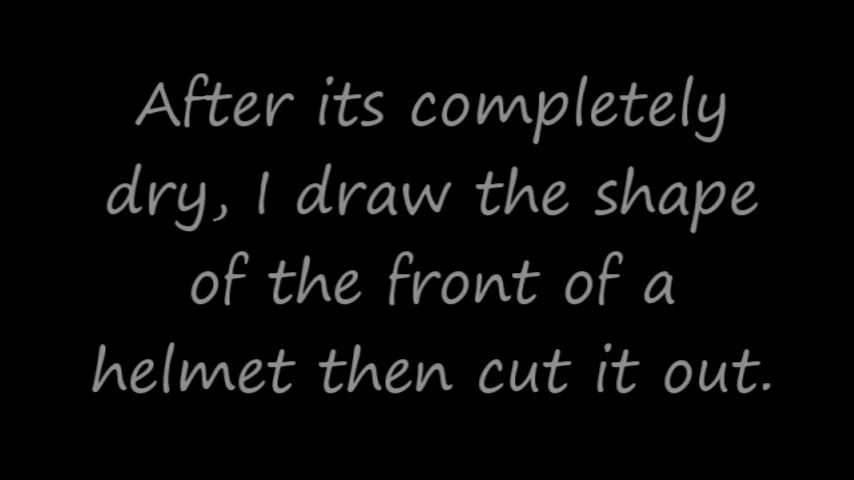 After its completely
dry, I draw the shape
of the front of a
helmet then cut it out.